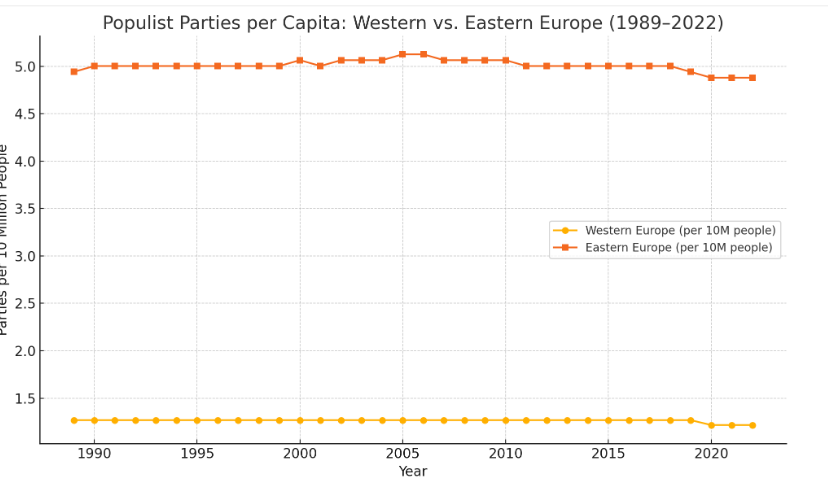 Populist Parties per Capita: Western vs. Eastern Europe (1989–2022)
Parties per 10 Million People
5.0
4.5
4.0
3.5
3.0
2.5
2.0
1.5
Western Europe (per 10M people)
Eastern Europe (per 10M people)
1990 1995 2000 2005 2010 2015 2020
Year